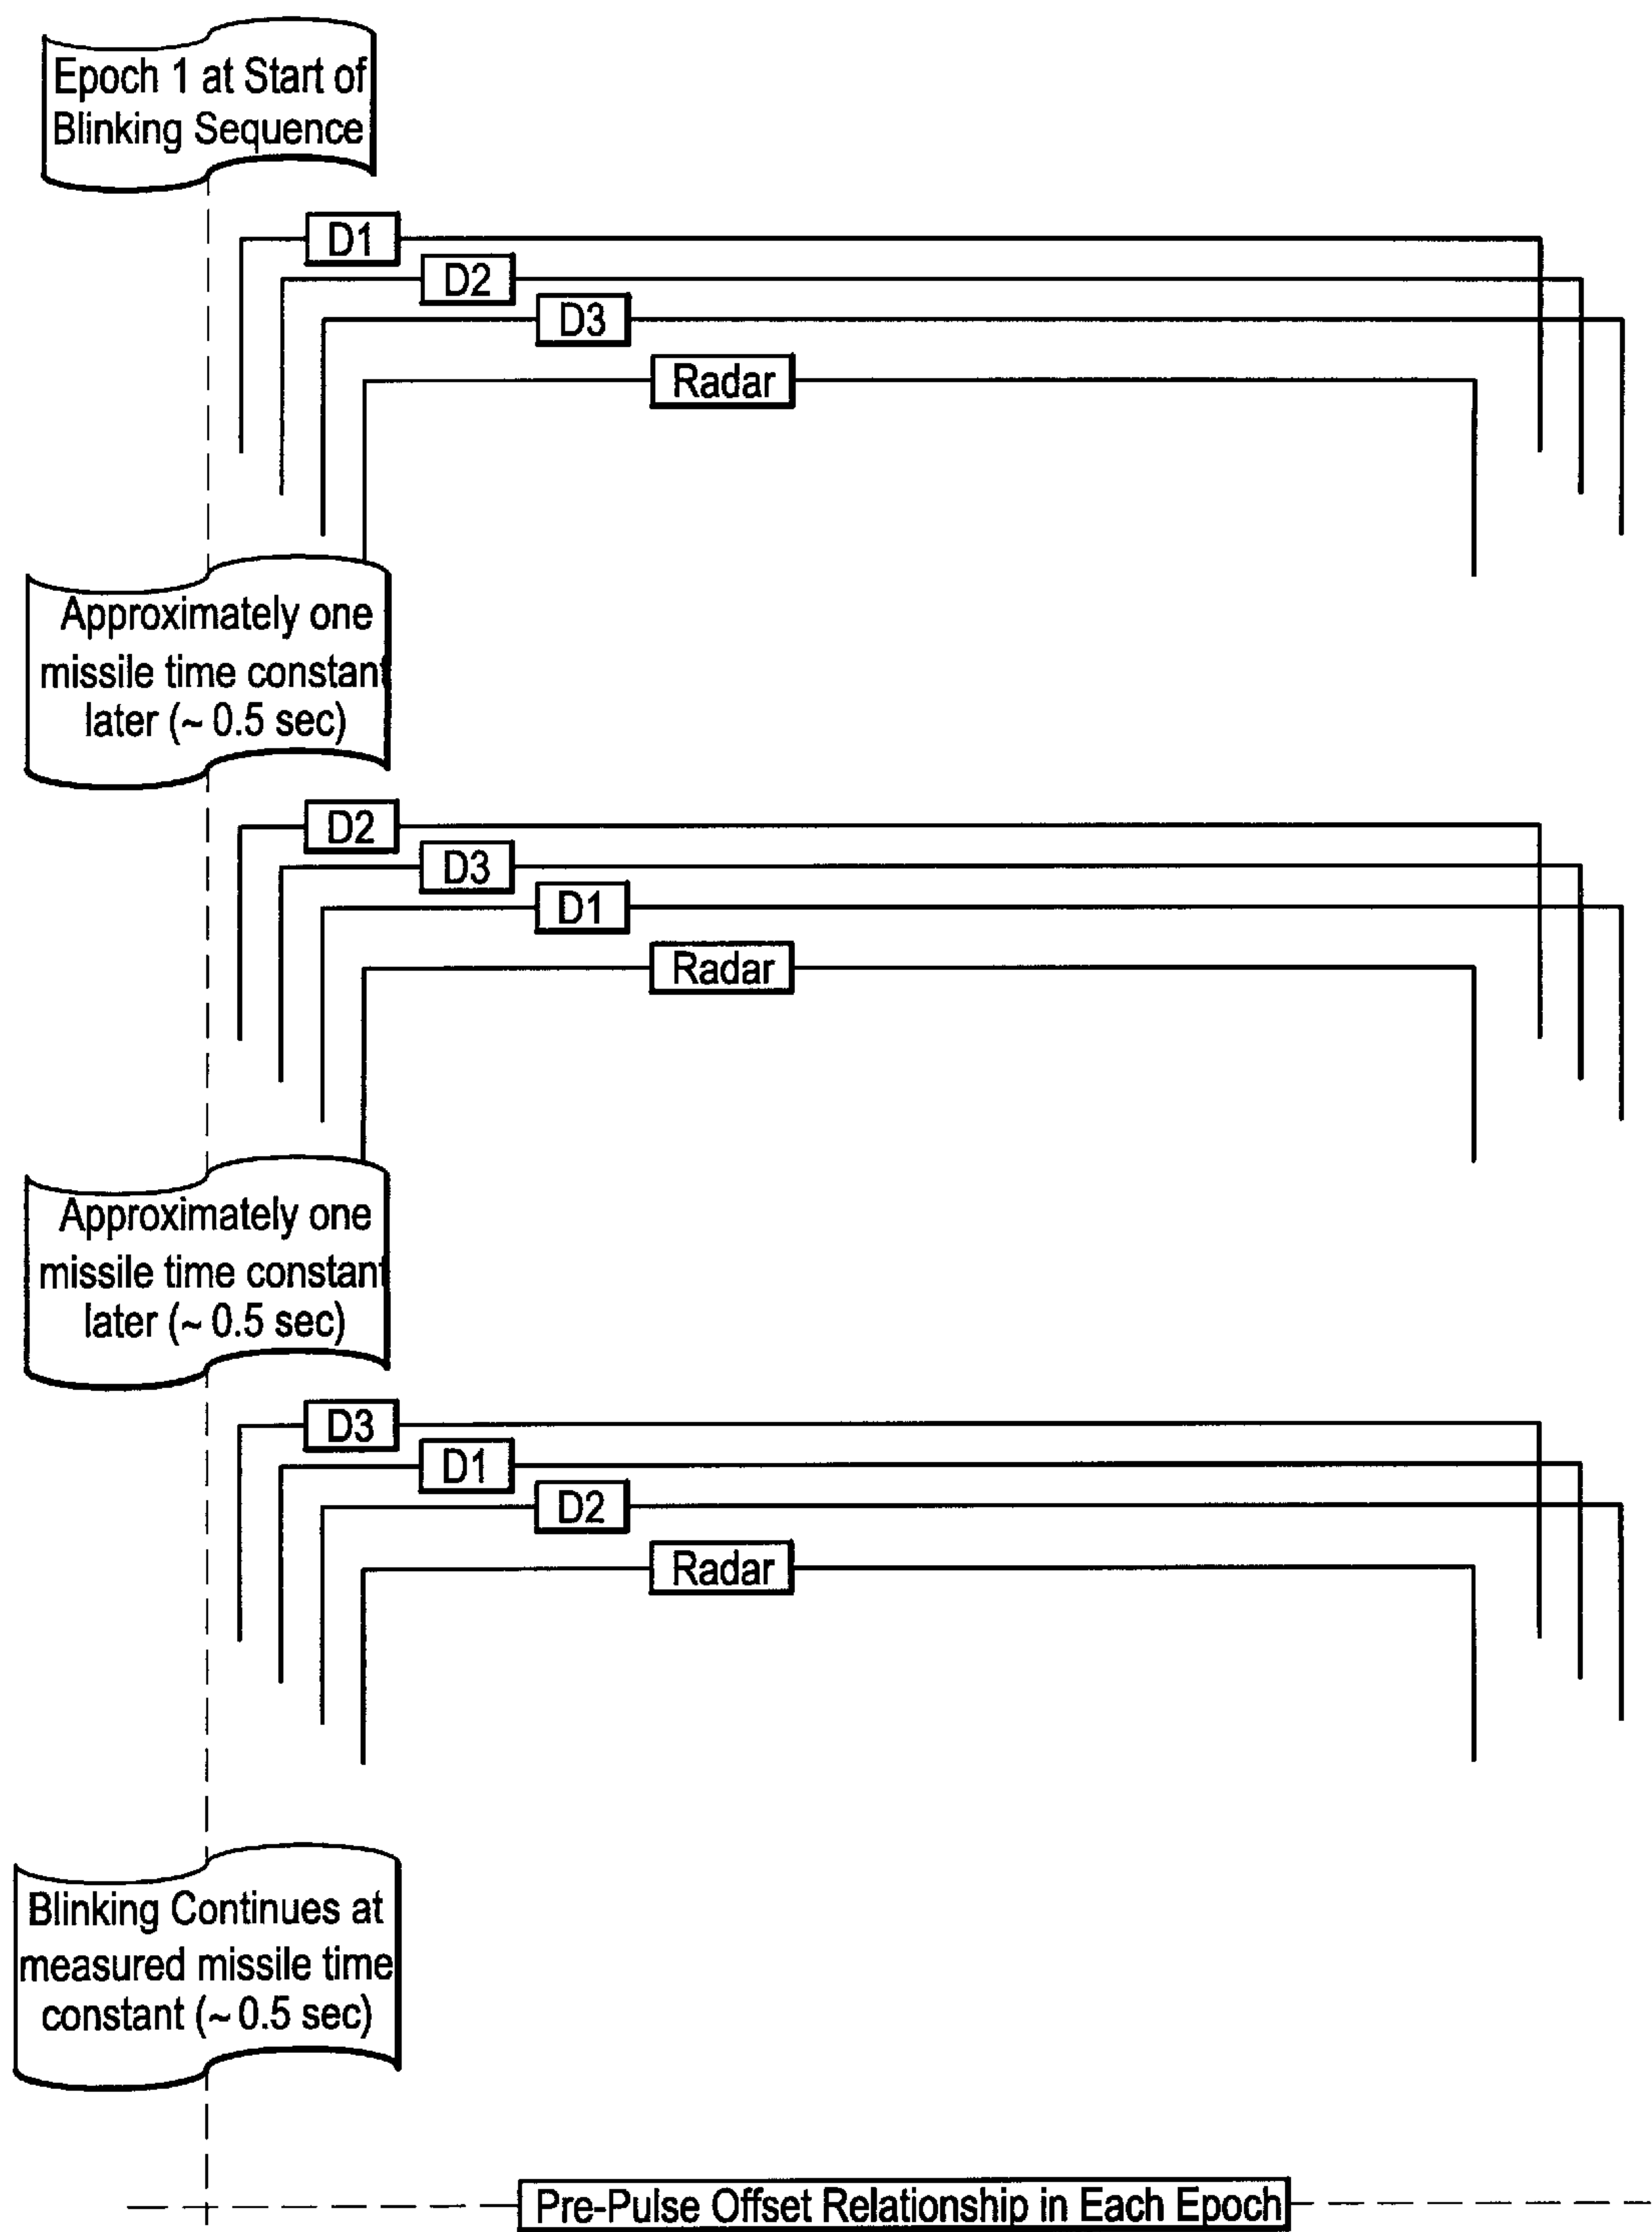 Epoch 1 at Start of
Blinking Sequence
D1
D2
D3
Radar
Approximately one
missile time constant
later (~ 0.5 sec)
D2
D3
D1
Radar
Approximately one
missile time constant
later (~ 0.5 sec)
D3
D1
D2
Radar
Blinking Continues at
measured missile time
constant (~ 0.5 sec)
Pre-Pulse Offset Relationship in Each Epoch